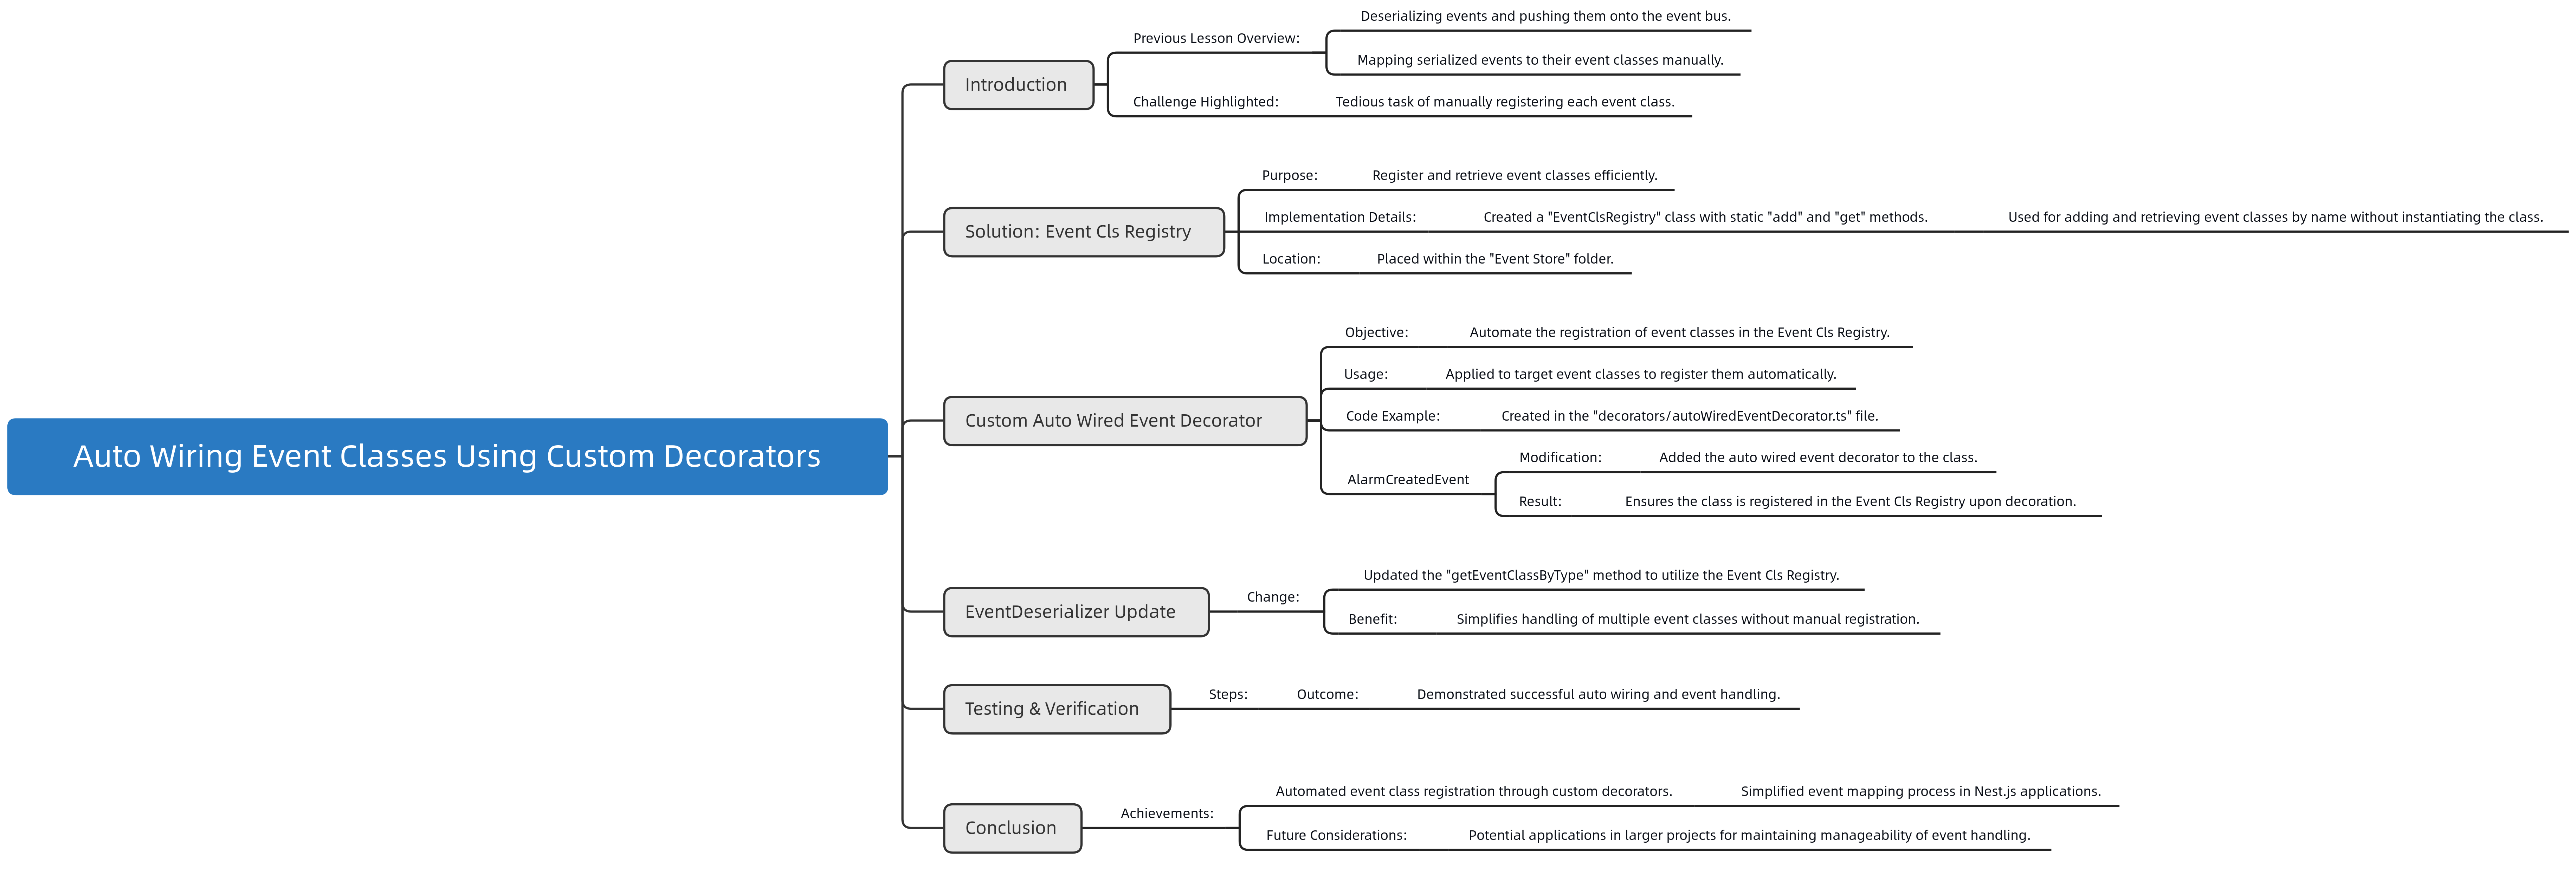 Auto Wiring Event Classes Using Custom Decorators
Introduction
Previous Lesson Overview:
Deserializing events and pushing them onto the event bus.
Mapping serialized events to their event classes manually.
Challenge Highlighted:
Tedious task of manually registering each event class.
Solution: Event Cls Registry
Purpose:
Register and retrieve event classes efficiently.
Implementation Details:
Created a "EventClsRegistry" class with static "add" and "get" methods.
Used for adding and retrieving event classes by name without instantiating the class.
Location:
Placed within the "Event Store" folder.
Custom Auto Wired Event Decorator
Objective:
Automate the registration of event classes in the Event Cls Registry.
Usage:
Applied to target event classes to register them automatically.
Code Example:
Created in the "decorators/autoWiredEventDecorator.ts" file.
AlarmCreatedEvent
Modification:
Added the auto wired event decorator to the class.
Result:
Ensures the class is registered in the Event Cls Registry upon decoration.
EventDeserializer Update
Change:
Updated the "getEventClassByType" method to utilize the Event Cls Registry.
Benefit:
Simplifies handling of multiple event classes without manual registration.
Testing & Verification
Steps:
Outcome:
Demonstrated successful auto wiring and event handling.
Conclusion
Achievements:
Automated event class registration through custom decorators.
Simplified event mapping process in Nest.js applications.
Future Considerations:
Potential applications in larger projects for maintaining manageability of event handling.